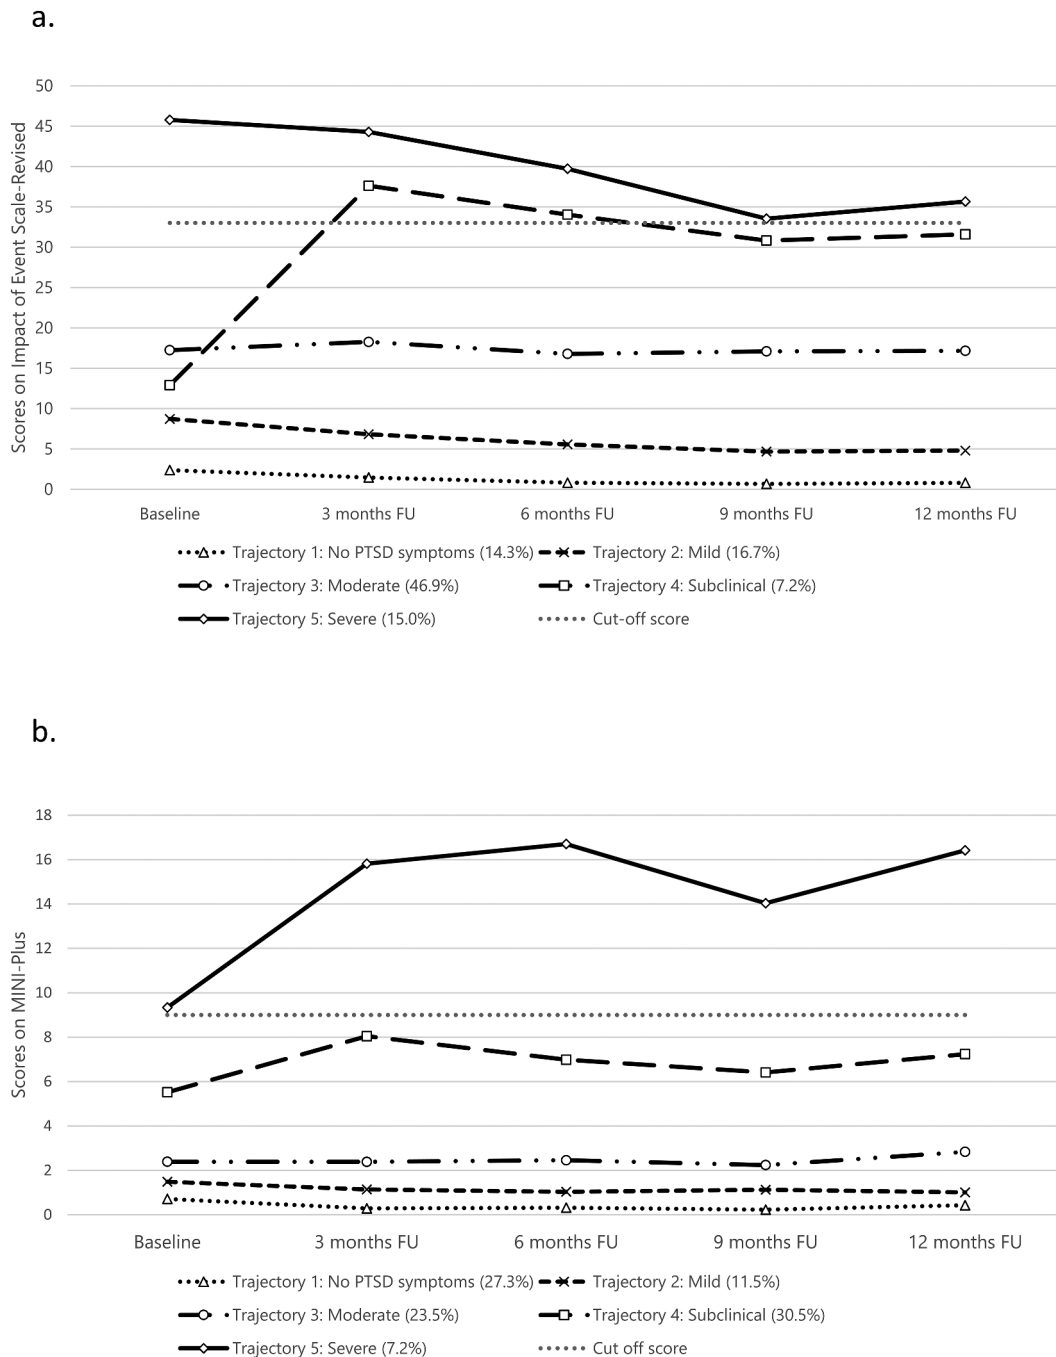 a.
Scores on Impact of Event Scale-Revised
50
45
40
35
30
25
20
15
10
5
0
Baseline 3 months FU 6 months FU 9 months FU 12 months FU
Trajectory 1: No PTSD symptoms (14.3%) Trajectory 2: Mild (16.7%)
Trajectory 3: Moderate (46.9%) Trajectory 4: Subclinical (7.2%)
Trajectory 5: Severe (15.0%) Cut-off score
b.
Scores on MINI-Plus
18
16
14
12
10
8
6
4
2
0
Baseline 3 months FU 6 months FU 9 months FU 12 months FU
Trajectory 1: No PTSD symptoms (27.3%) Trajectory 2: Mild (11.5%)
Trajectory 3: Moderate (23.5%) Trajectory 4: Subclinical (30.5%)
Trajectory 5: Severe (7.2%) Cut off score